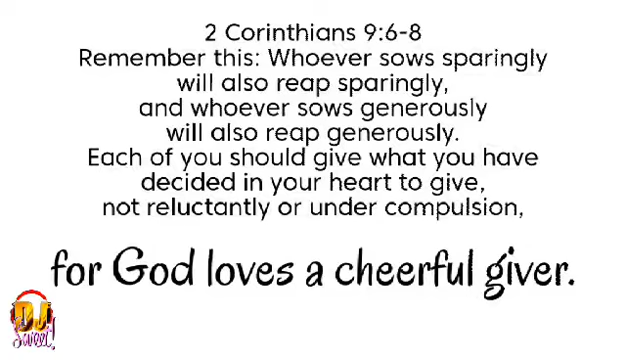 2 Corinthians 9:6-8
Remember this: Whoever sows sparingly
will also reap sparingly,
and whoever sows generously
will also reap generously.
Each of you should give what you have
decided in your heart to give,
not reluctantly or under compulsion,
for God loves a cheerful giver.
DJ
Sweet!